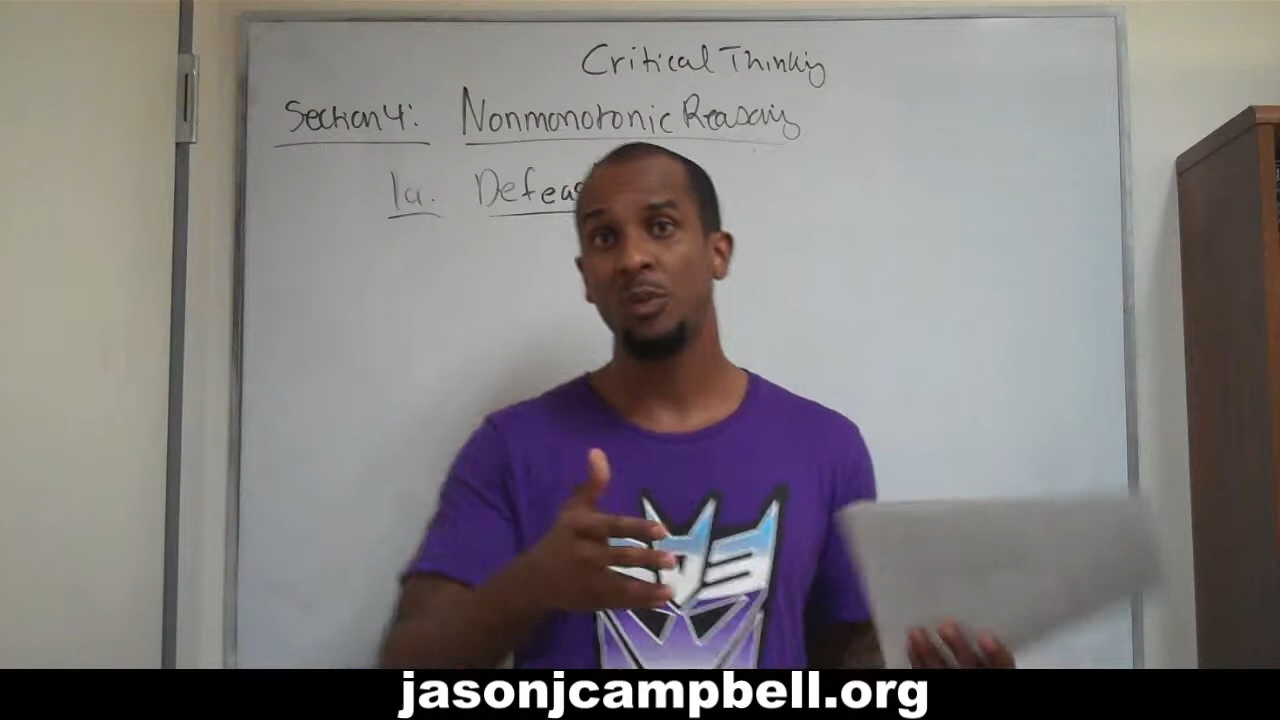 Critical Thinking
Section 4: Nonmonotonic Reasoning
1a. Defeas
jasonjcampbell.org